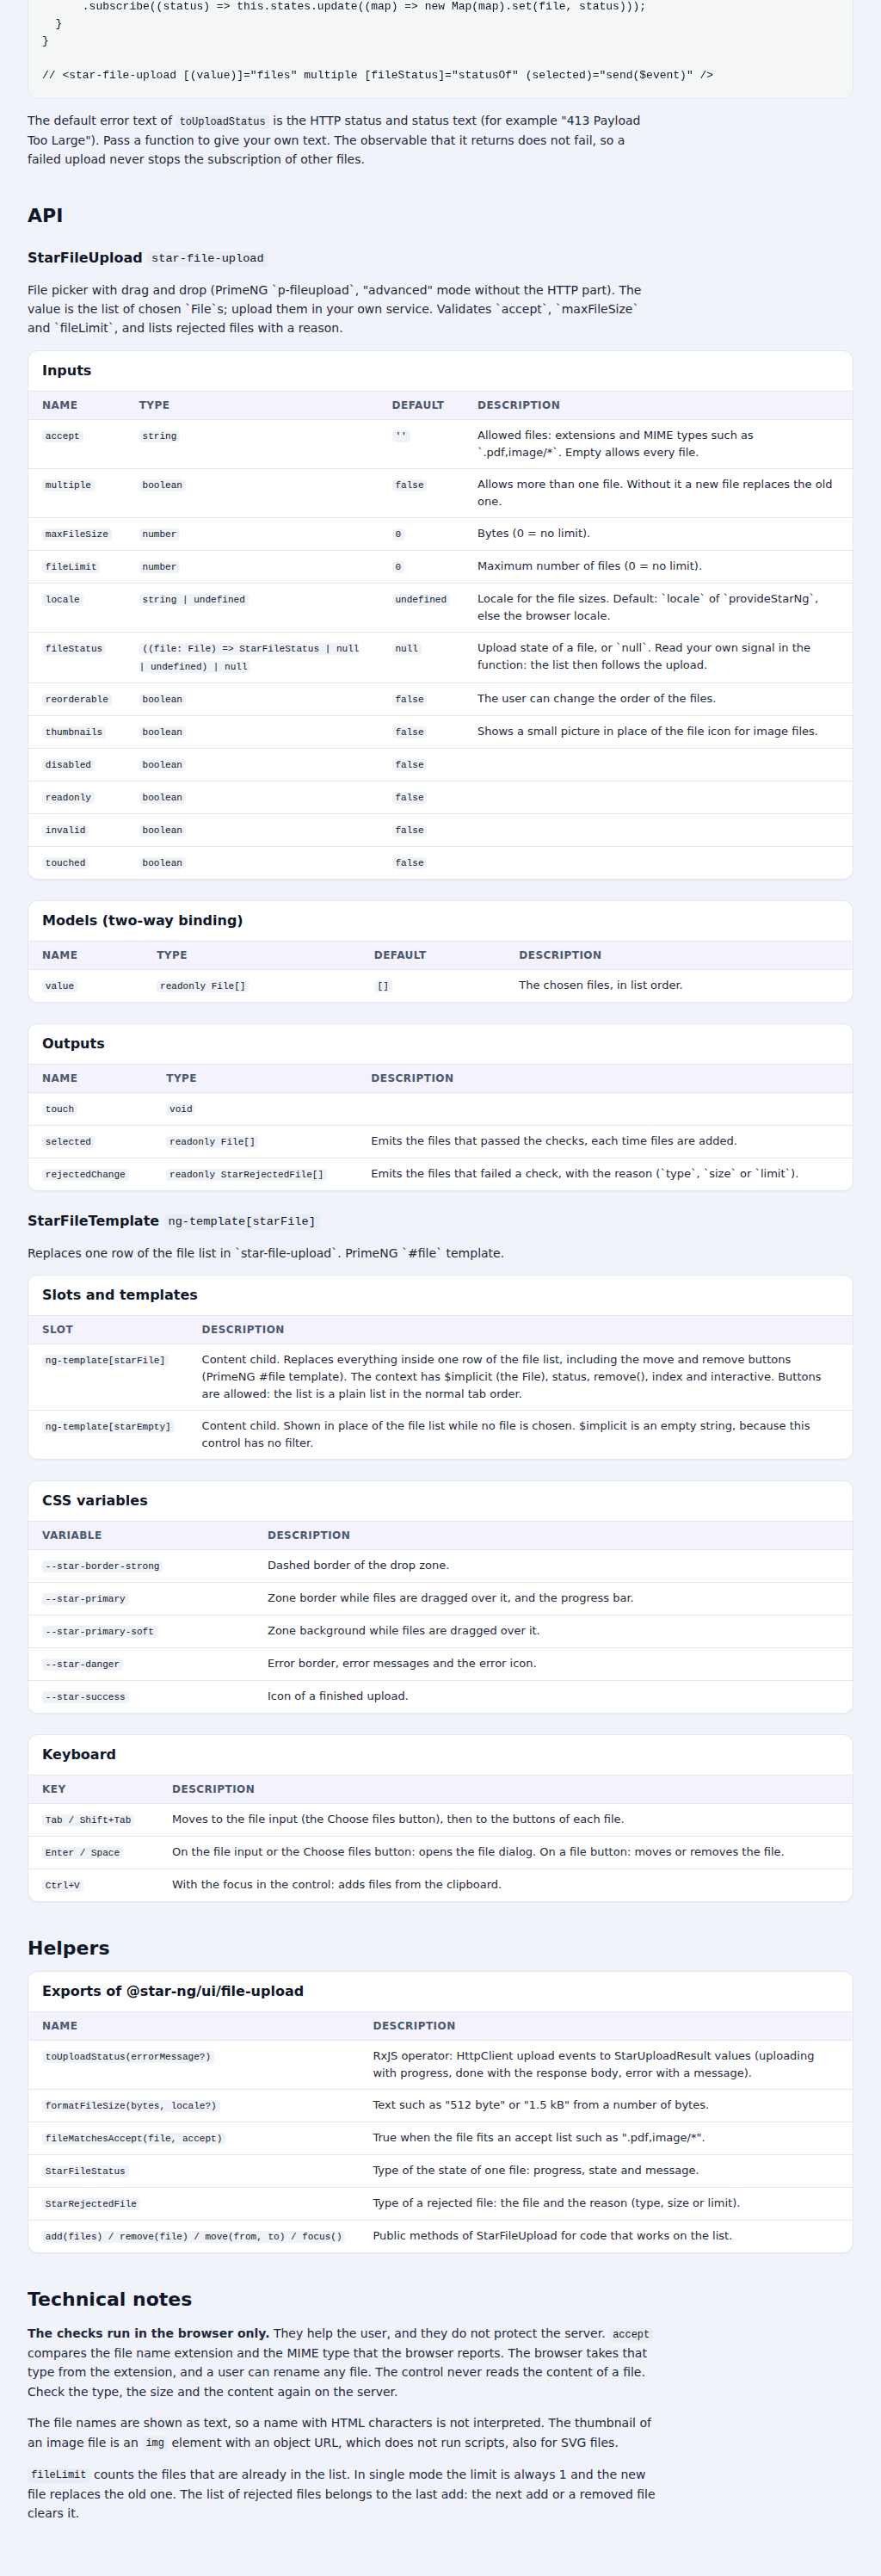 .subscribe((status) => this.states.update((map) => new Map(map).set(file, status)));
}
}
// <star-file-upload [(value)]="files" multiple [fileStatus]="statusOf" (selected)="send($event)" />
The default error text of toUploadStatus is the HTTP status and status text (for example "413 Payload
Too Large"). Pass a function to give your own text. The observable that it returns does not fail, so a
failed upload never stops the subscription of other files.
API
StarFileUpload star-file-upload
File picker with drag and drop (PrimeNG `p-fileupload`, "advanced" mode without the HTTP part). The
value is the list of chosen `File`s; upload them in your own service. Validates `accept`, `maxFileSize`
and `fileLimit`, and lists rejected files with a reason.
Inputs
NAME TYPE DEFAULT DESCRIPTION
accept string '' Allowed files: extensions and MIME types such as
`.pdf,image/*`. Empty allows every file.
multiple boolean false Allows more than one file. Without it a new file replaces the old
one.
maxFileSize number 0 Bytes (0 = no limit).
fileLimit number 0 Maximum number of files (0 = no limit).
locale string | undefined undefined Locale for the file sizes. Default: `locale` of `provideStarNg`,
else the browser locale.
fileStatus ((file: File) => StarFileStatus | null null Upload state of a file, or `null`. Read your own signal in the
| undefined) | null function: the list then follows the upload.
reorderable boolean false The user can change the order of the files.
thumbnails boolean false Shows a small picture in place of the file icon for image files.
disabled boolean false
readonly boolean false
invalid boolean false
touched boolean false
Models (two-way binding)
NAME TYPE DEFAULT DESCRIPTION
value readonly File[] [] The chosen files, in list order.
Outputs
NAME TYPE DESCRIPTION
touch void
selected readonly File[] Emits the files that passed the checks, each time files are added.
rejectedChange readonly StarRejectedFile[] Emits the files that failed a check, with the reason (`type`, `size` or `limit`).
StarFileTemplate ng-template[starFile]
Replaces one row of the file list in `star-file-upload`. PrimeNG `#file` template.
Slots and templates
SLOT DESCRIPTION
ng-template[starFile] Content child. Replaces everything inside one row of the file list, including the move and remove buttons
(PrimeNG #file template). The context has $implicit (the File), status, remove(), index and interactive. Buttons
are allowed: the list is a plain list in the normal tab order.
ng-template[starEmpty] Content child. Shown in place of the file list while no file is chosen. $implicit is an empty string, because this
control has no filter.
CSS variables
VARIABLE DESCRIPTION
--star-border-strong Dashed border of the drop zone.
--star-primary Zone border while files are dragged over it, and the progress bar.
--star-primary-soft Zone background while files are dragged over it.
--star-danger Error border, error messages and the error icon.
--star-success Icon of a finished upload.
Keyboard
KEY DESCRIPTION
Tab / Shift+Tab Moves to the file input (the Choose files button), then to the buttons of each file.
Enter / Space On the file input or the Choose files button: opens the file dialog. On a file button: moves or removes the file.
Ctrl+V With the focus in the control: adds files from the clipboard.
Helpers
Exports of @star-ng/ui/file-upload
NAME DESCRIPTION
toUploadStatus(errorMessage?) RxJS operator: HttpClient upload events to StarUploadResult values (uploading
with progress, done with the response body, error with a message).
formatFileSize(bytes, locale?) Text such as "512 byte" or "1.5 kB" from a number of bytes.
fileMatchesAccept(file, accept) True when the file fits an accept list such as ".pdf,image/*".
StarFileStatus Type of the state of one file: progress, state and message.
StarRejectedFile Type of a rejected file: the file and the reason (type, size or limit).
add(files) / remove(file) / move(from, to) / focus() Public methods of StarFileUpload for code that works on the list.
Technical notes
The checks run in the browser only. They help the user, and they do not protect the server. accept
compares the file name extension and the MIME type that the browser reports. The browser takes that
type from the extension, and a user can rename any file. The control never reads the content of a file.
Check the type, the size and the content again on the server.
The file names are shown as text, so a name with HTML characters is not interpreted. The thumbnail of
an image file is an img element with an object URL, which does not run scripts, also for SVG files.
fileLimit counts the files that are already in the list. In single mode the limit is always 1 and the new
file replaces the old one. The list of rejected files belongs to the last add: the next add or a removed file
clears it.